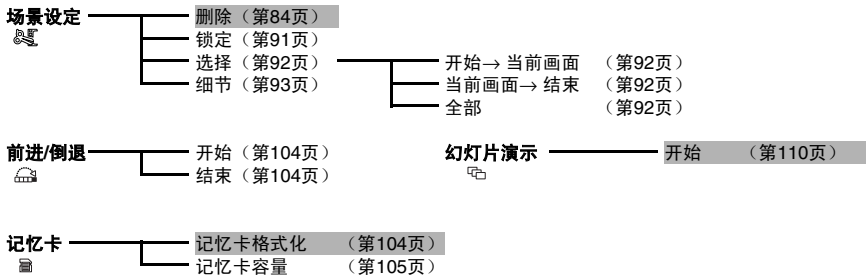 场景设定 删除（第84页）
锁定（第91页）
选择（第92页） 开始→ 当前画面 （第92页）
细节（第93页） 当前画面→ 结束 （第92页）
全部 （第92页）
前进/倒退 开始（第104页） 幻灯片演示 开始 （第110页）
结束（第104页）
记忆卡 记忆卡格式化 （第104页）
记忆卡容量 （第105页）